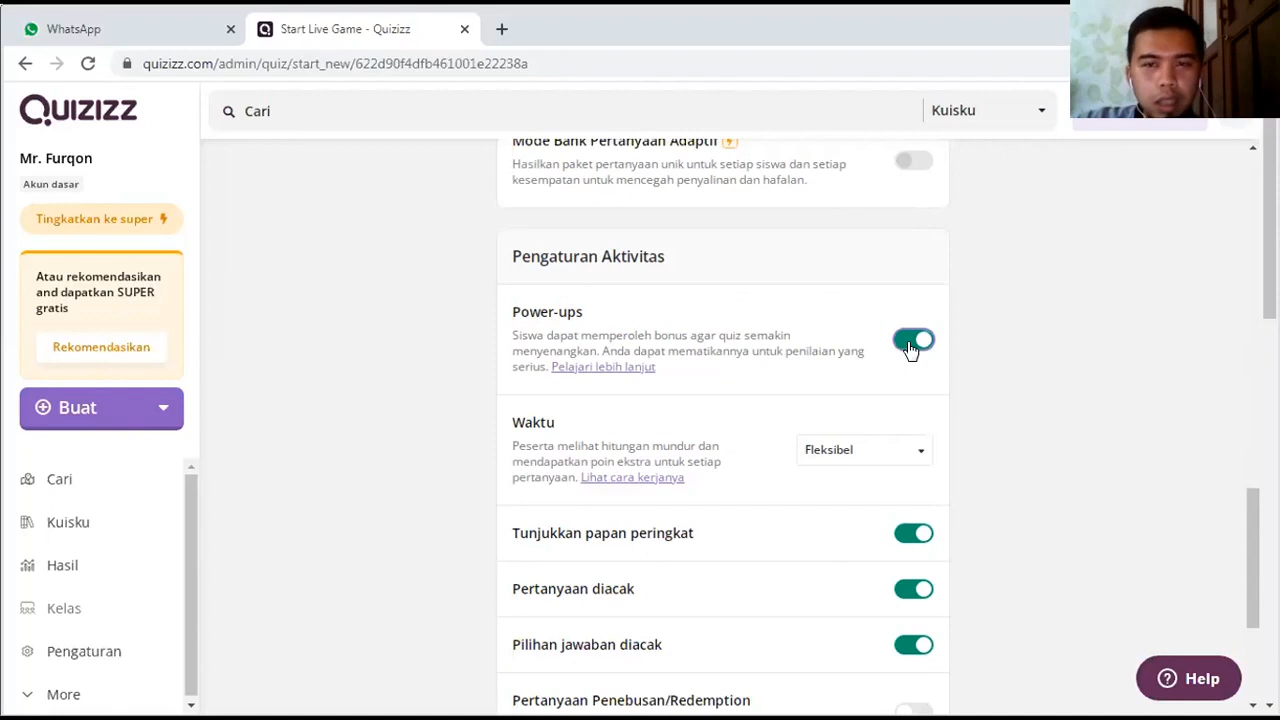 WhatsApp
Start Live Game - Quizizz
quizizz.com/admin/quiz/start_new/622d90f4dfb461001e22238a
QUIZIZZ
Cari
Kuisku
Mr. Furqon
Akun dasar
Tingkatkan ke super
Atau rekomendasikan
and dapatkan SUPER
gratis
Rekomendasikan
Buat
Cari
Kuisku
Hasil
Kelas
Pengaturan
More
Mode Bank Pertanyaan Adaptif
Hasilkan paket pertanyaan unik untuk setiap siswa dan setiap
kesempatan untuk mencegah penyalinan dan hafalan.
Pengaturan Aktivitas
Power-ups
Siswa dapat memperoleh bonus agar quiz semakin
menyenangkan. Anda dapat mematikannya untuk penilaian yang
serius. Pelajari lebih lanjut
Waktu
Peserta melihat hitungan mundur dan
mendapatkan poin ekstra untuk setiap
pertanyaan. Lihat cara kerjanya
Fleksibel
Tunjukkan papan peringkat
Pertanyaan diacak
Pilihan jawaban diacak
Pertanyaan Penebusan/Redemption
Help